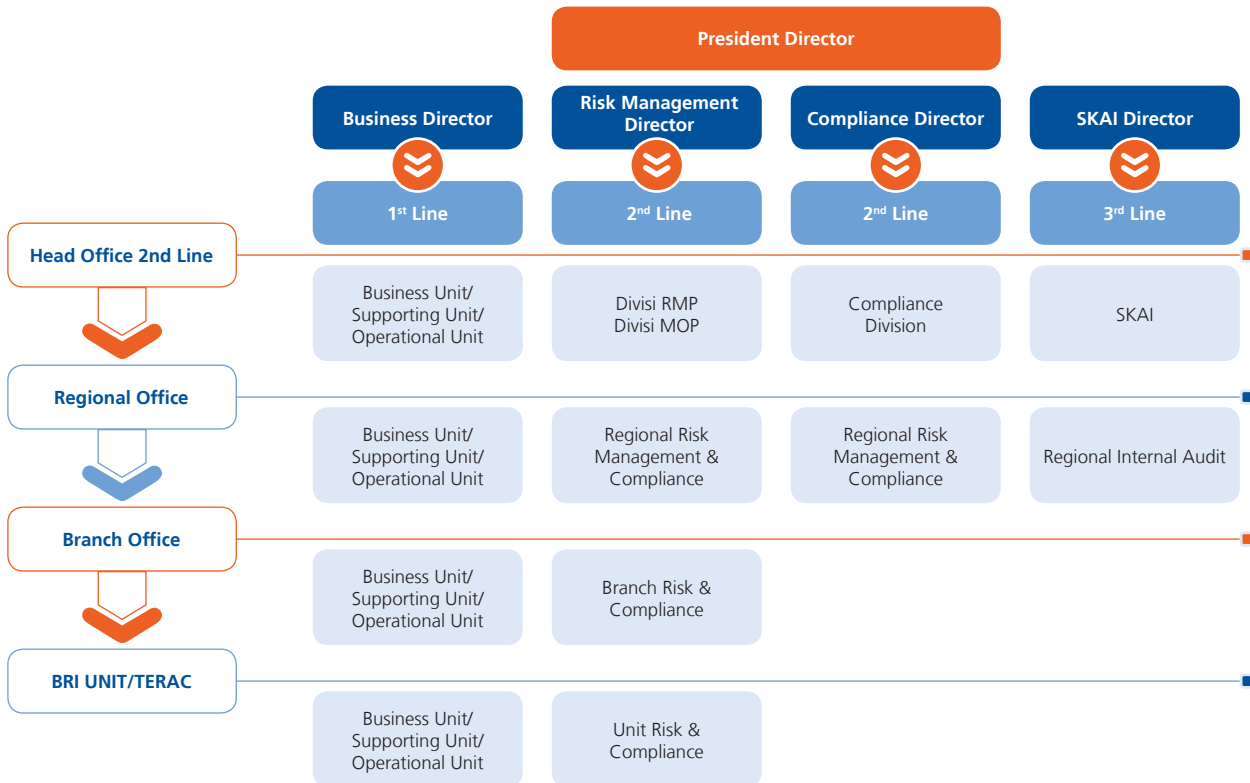 President Director
Business Director
Risk Management
Director
Compliance Director
SKAI Director
1st Line
2nd Line
2nd Line
3rd Line
Head Office 2nd Line
Business Unit/
Supporting Unit/
Operational Unit
Divisi RMP
Divisi MOP
Compliance
Division
SKAI
Regional Office
Business Unit/
Supporting Unit/
Operational Unit
Regional Risk
Management &
Compliance
Regional Risk
Management &
Compliance
Regional Internal Audit
Branch Office
Business Unit/
Supporting Unit/
Operational Unit
Branch Risk &
Compliance
BRI UNIT/TERAC
Business Unit/
Supporting Unit/
Operational Unit
Unit Risk &
Compliance